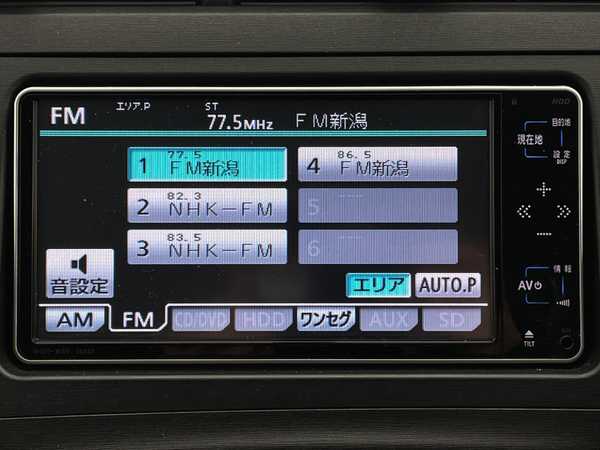 HDD
FM エリア.P ST 77.5MHz FM新潟
目的地
現在地
設定
DISP
1 77.5 FM新潟
4 86.5 FM新潟
2 82.3 NHK-FM
5
3 83.5 NHK-FM
6
音設定
エリア AUTO.P
情報
AV
AM FM CD/DVD HDD ワンセグ AUX SD
TILT